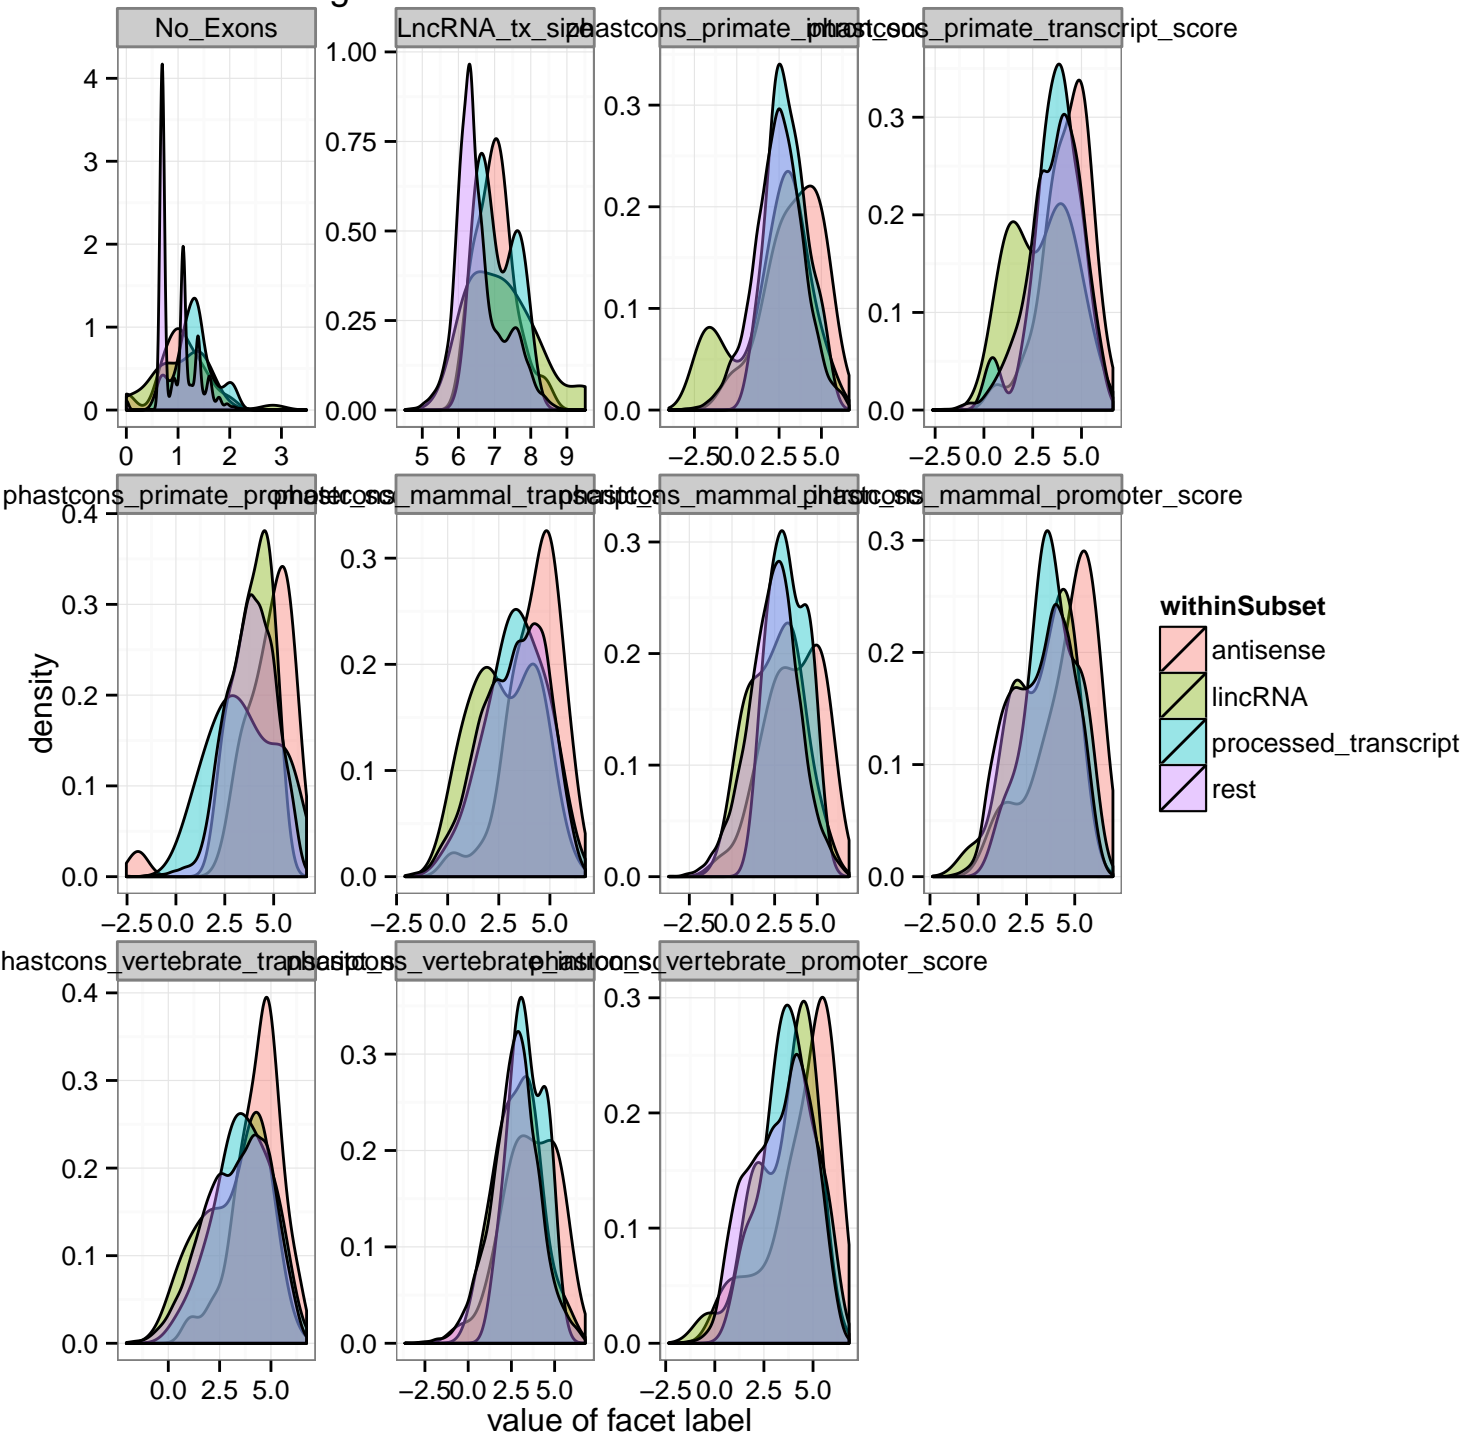 g
No_Exons
LncRNA_tx_size
phastcons_primate_intron_score
phastcons_primate_transcript_score
4
3
2
1
0
1.00
0.75
0.50
0.25
0.00
0.3
0.2
0.1
0.0
0.3
0.2
0.1
0.0
0 1 2 3
5 6 7 8 9
−2.5 0.0 2.5 5.0
−2.5 0.0 2.5 5.0
phastcons_primate_promoter_score
phastcons_mammal_transcript_score
phastcons_mammal_intron_score
phastcons_mammal_promoter_score
0.4
0.3
0.2
0.1
0.0
0.3
0.2
0.1
0.0
0.3
0.2
0.1
0.0
0.3
0.2
0.1
0.0
−2.5 0.0 2.5 5.0
−2.5 0.0 2.5 5.0
−2.5 0.0 2.5 5.0
−2.5 0.0 2.5 5.0
hastcons_vertebrate_transcript_s
phastcons_vertebrate_intron_sc
phastcons_vertebrate_promoter_score
0.4
0.3
0.2
0.1
0.0
0.3
0.2
0.1
0.0
0.3
0.2
0.1
0.0
0.0 2.5 5.0
−2.5 0.0 2.5 5.0
−2.5 0.0 2.5 5.0
density
value of facet label
withinSubset
antisense
lincRNA
processed_transcript
rest